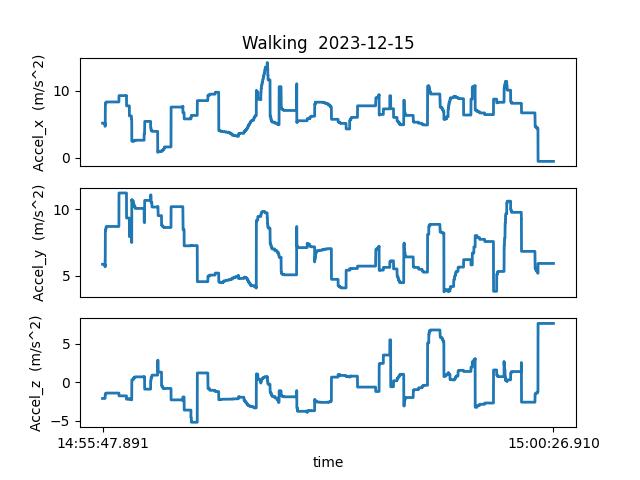 Walking  2023-12-15
Accel_x  (m/s^2)
10
0
Accel_y  (m/s^2)
10
5
Accel_z  (m/s^2)
5
0
−5
14:55:47.891
15:00:26.910
time